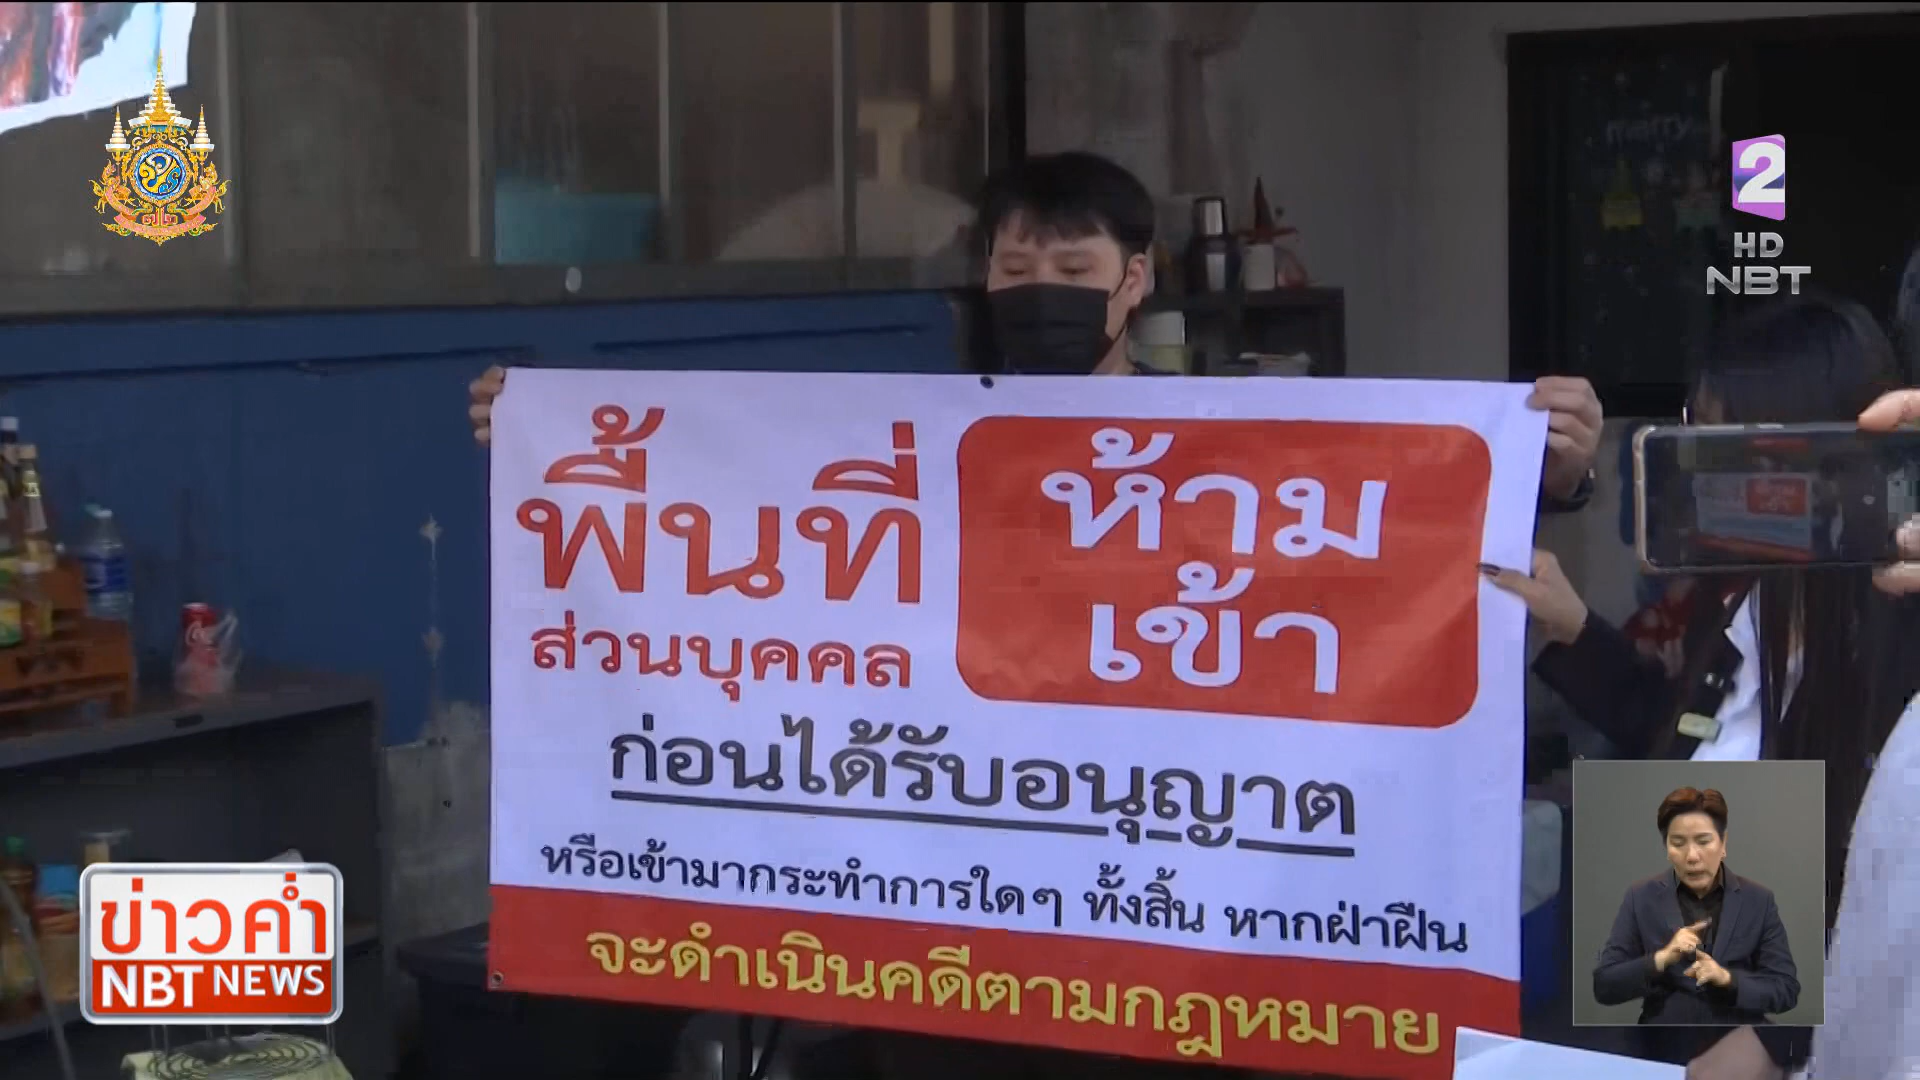 merry
2
HD
NBT
พื้นที่
ส่วนบุคคล
ห้าม
เข้า
ก่อนได้รับอนุญาต
หรือเข้ามากระทำการใดๆ ทั้งสิ้น หากฝ่าฝืน
จะดำเนินคดีตามกฎหมาย
ข่าวค่ำ
NBT NEWS